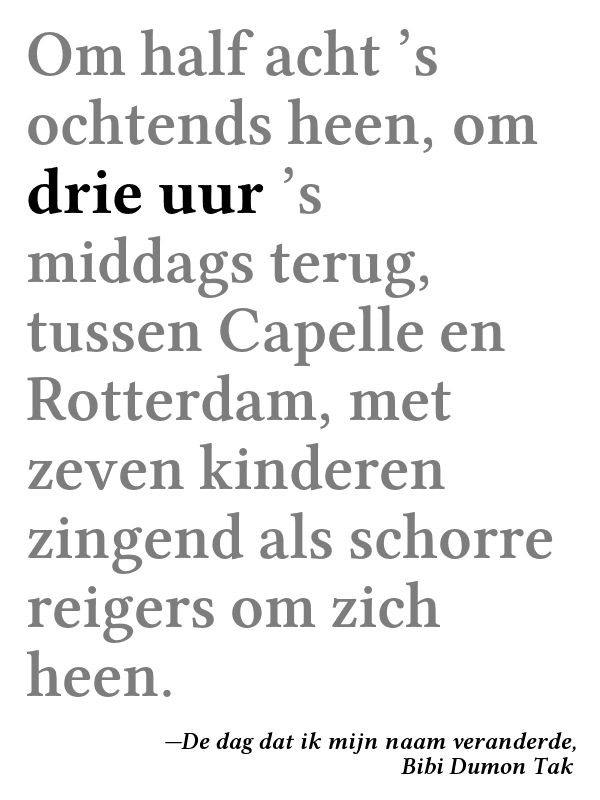 Om half acht ’s
ochtends heen, om
drie uur ’s
middags terug,
tussen Capelle en
Rotterdam, met
zeven kinderen
zingend als schorre
reigers om zich
heen.
—De dag dat ik mijn naam veranderde,
Bibi Dumon Tak